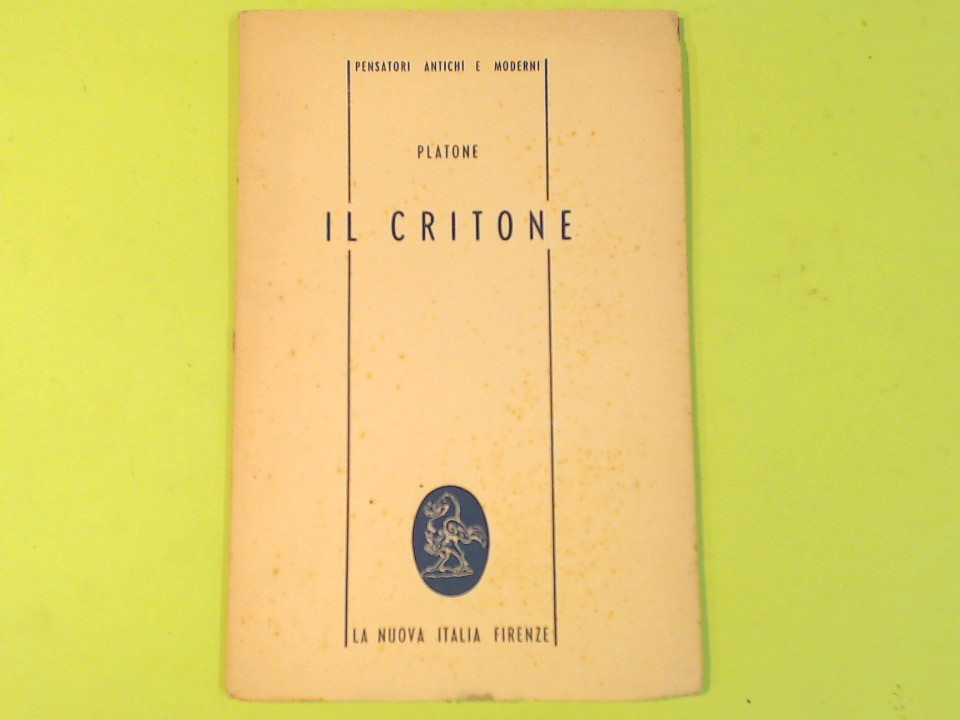 PENSATORI ANTICHI E MODERNI
PLATONE
IL CRITONE
LA NUOVA ITALIA FIRENZE